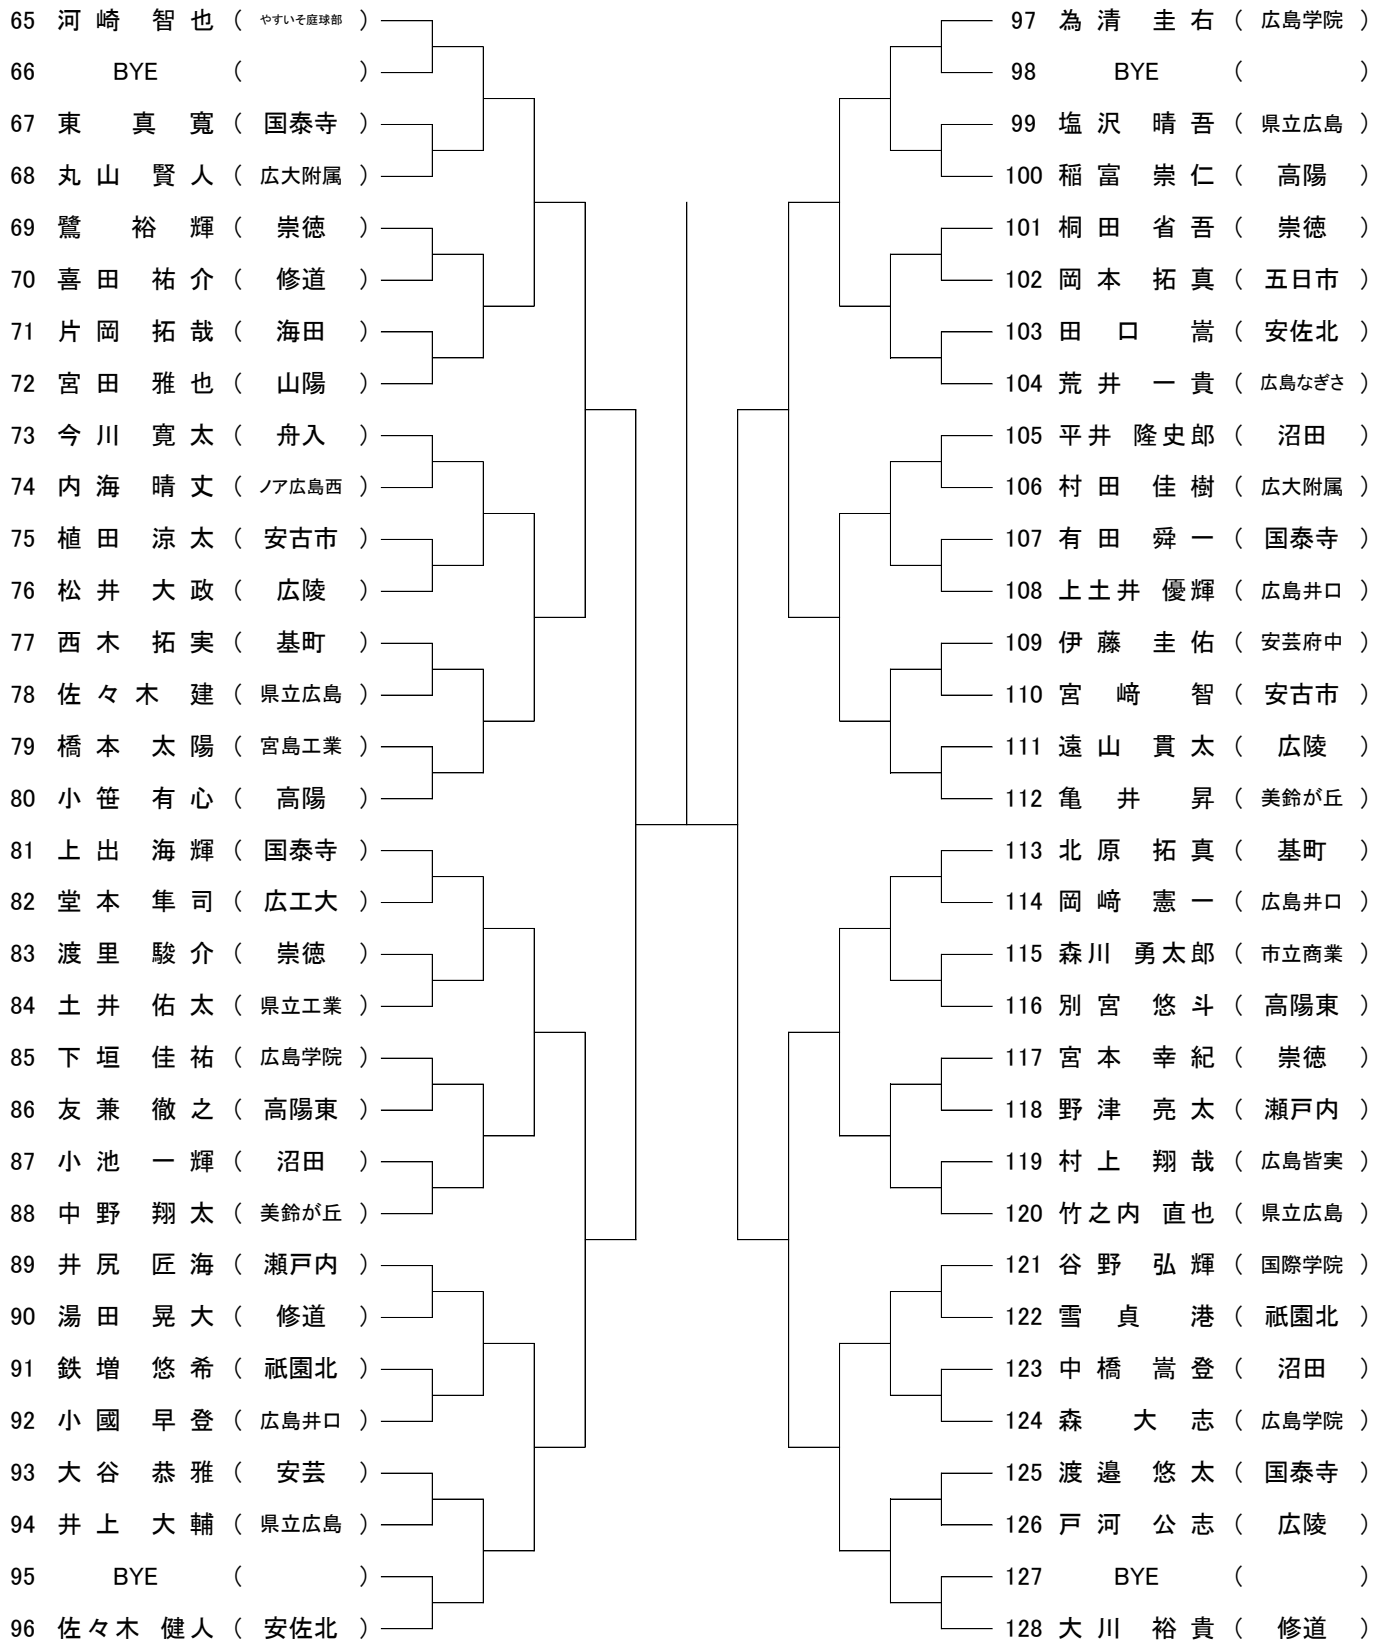 65 河崎 智也 ( やすいそ庭球部 )
66 BYE ( )
67 東 真寛 ( 国泰寺 )
68 丸山 賢人 ( 広大附属 )
69 鷺 裕輝 ( 崇徳 )
70 喜田 祐介 ( 修道 )
71 片岡 拓哉 ( 海田 )
72 宮田 雅也 ( 山陽 )
73 今川 寛太 ( 舟入 )
74 内海 晴丈 ( ノア広島西 )
75 植田 涼太 ( 安古市 )
76 松井 大政 ( 広陵 )
77 西木 拓実 ( 基町 )
78 佐々木 建 ( 県立広島 )
79 橋本 太陽 ( 宮島工業 )
80 小笹 有心 ( 高陽 )
81 上出 海輝 ( 国泰寺 )
82 堂本 隼司 ( 広工大 )
83 渡里 駿介 ( 崇徳 )
84 土井 佑太 ( 県立工業 )
85 下垣 佳祐 ( 広島学院 )
86 友兼 徹之 ( 高陽東 )
87 小池 一輝 ( 沼田 )
88 中野 翔太 ( 美鈴が丘 )
89 井尻 匠海 ( 瀬戸内 )
90 湯田 晃大 ( 修道 )
91 鉄増 悠希 ( 祇園北 )
92 小國 早登 ( 広島井口 )
93 大谷 恭雅 ( 安芸 )
94 井上 大輔 ( 県立広島 )
95 BYE ( )
96 佐々木 健人 ( 安佐北 )
97 為清 圭右 ( 広島学院 )
98 BYE ( )
99 塩沢 晴吾 ( 県立広島 )
100 稲富 崇仁 ( 高陽 )
101 桐田 省吾 ( 崇徳 )
102 岡本 拓真 ( 五日市 )
103 田口 嵩 ( 安佐北 )
104 荒井 一貴 ( 広島なぎさ )
105 平井 隆史郎 ( 沼田 )
106 村田 佳樹 ( 広大附属 )
107 有田 舜一 ( 国泰寺 )
108 上土井 優輝 ( 広島井口 )
109 伊藤 圭佑 ( 安芸府中 )
110 宮﨑 智 ( 安古市 )
111 遠山 貫太 ( 広陵 )
112 亀井 昇 ( 美鈴が丘 )
113 北原 拓真 ( 基町 )
114 岡﨑 憲一 ( 広島井口 )
115 森川 勇太郎 ( 市立商業 )
116 別宮 悠斗 ( 高陽東 )
117 宮本 幸紀 ( 崇徳 )
118 野津 亮太 ( 瀬戸内 )
119 村上 翔哉 ( 広島皆実 )
120 竹之内 直也 ( 県立広島 )
121 谷野 弘輝 ( 国際学院 )
122 雪貞 港 ( 祇園北 )
123 中橋 嵩登 ( 沼田 )
124 森 大志 ( 広島学院 )
125 渡邉 悠太 ( 国泰寺 )
126 戸河 公志 ( 広陵 )
127 BYE ( )
128 大川 裕貴 ( 修道 )